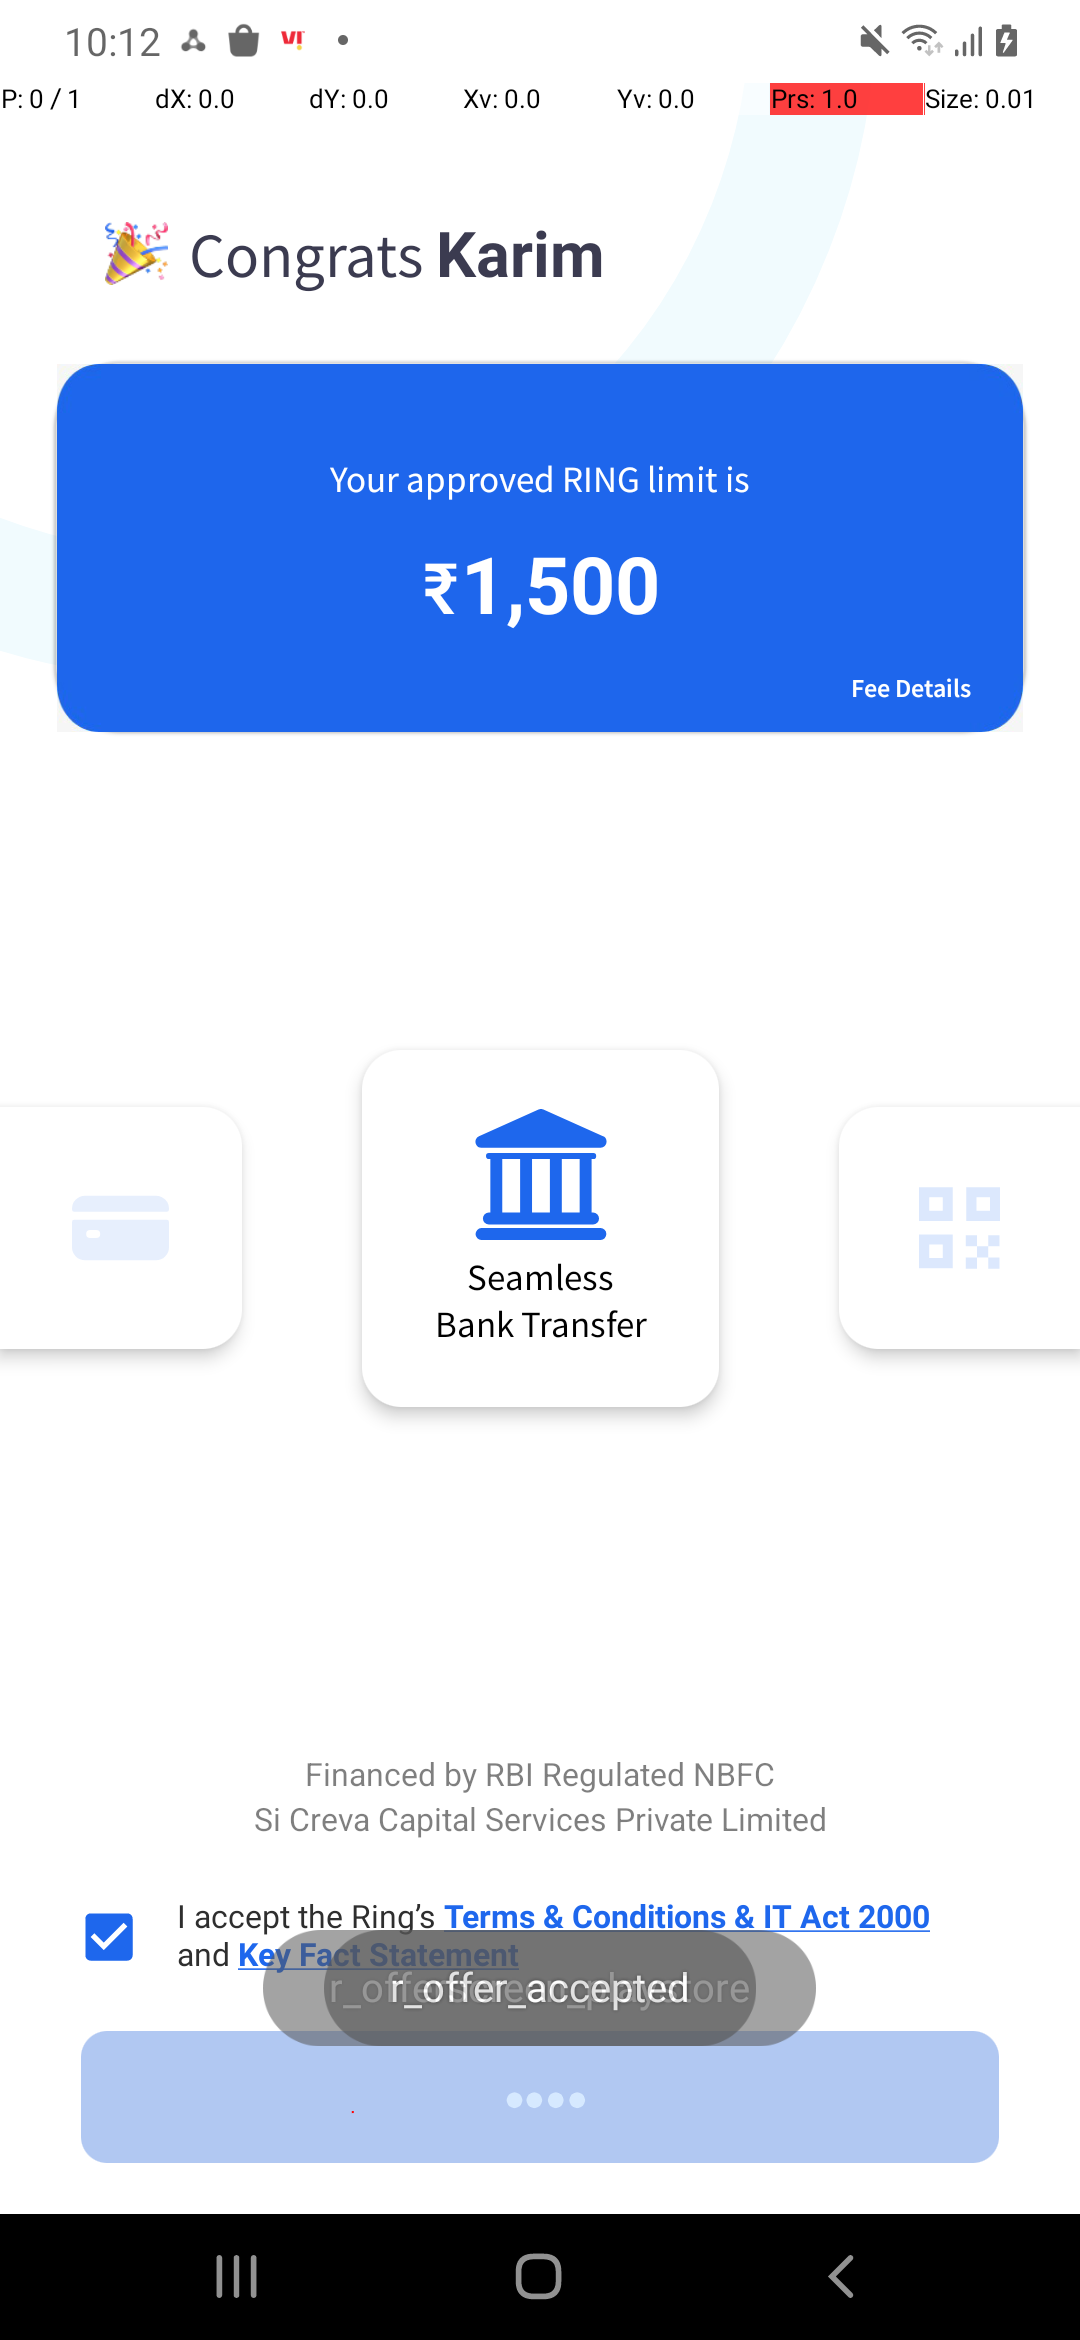 10:12
P: 0 / 1 dX: 0.0 dY: 0.0 Xv: 0.0 Yv: 0.0 Prs: 1.0 Size: 0.01
Congrats Karim
Your approved RING limit is
₹1,500
Fee Details
Seamless
Bank Transfer
Financed by RBI Regulated NBFC
Si Creva Capital Services Private Limited
I accept the Ring’s Terms & Conditions & IT Act 2000
and Key Fact Statement
r_offer_accepted